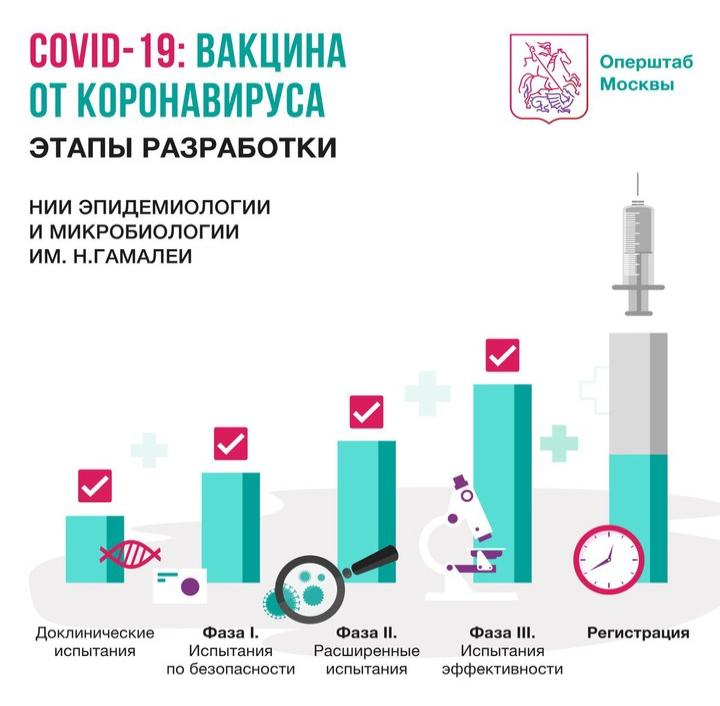 COVID-19: ВАКЦИНА
ОТ КОРОНАВИРУСА
ЭТАПЫ РАЗРАБОТКИ
Оперштаб
Москвы
НИИ ЭПИДЕМИОЛОГИИ
И МИКРОБИОЛОГИИ
ИМ. Н.ГАМАЛЕИ
Доклинические
испытания
Фаза I.
Испытания
по безопасности
Фаза II.
Расширенные
испытания
Фаза III.
Испытания
эффективности
Регистрация